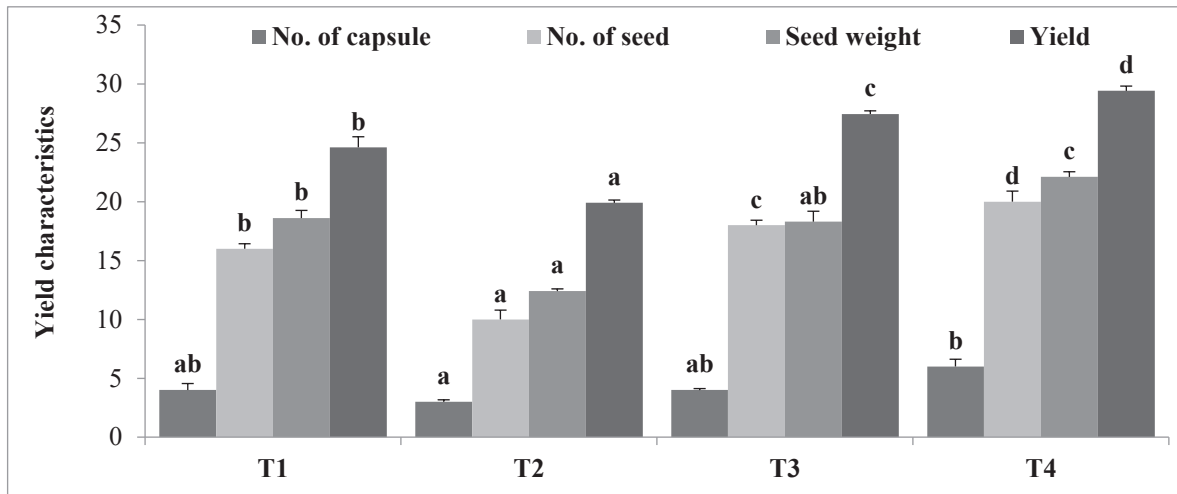 35
30
25
20
15
10
5
0
Yield characteristics
No. of capsule No. of seed Seed weight Yield
ab b b b
a a a a
ab c ab c
b d c d
T1 T2 T3 T4